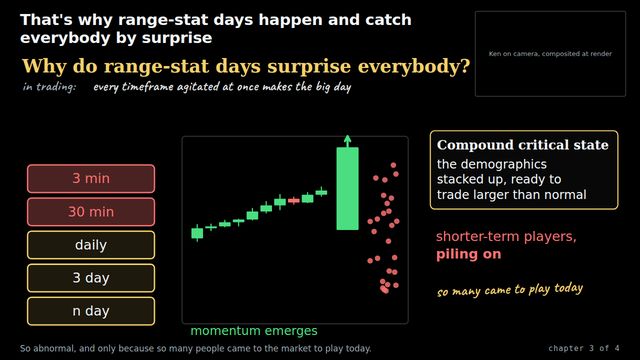 That's why range-stat days happen and catch
everybody by surprise
Why do range-stat days surprise everybody?
in trading: every timeframe agitated at once makes the big day
Ken on camera, composited at render
3 min
30 min
daily
3 day
n day
momentum emerges
Compound critical state
the demographics
stacked up, ready to
trade larger than normal
shorter-term players,
piling on
so many came to play today
So abnormal, and only because so many people came to the market to play today.
chapter 3 of 4